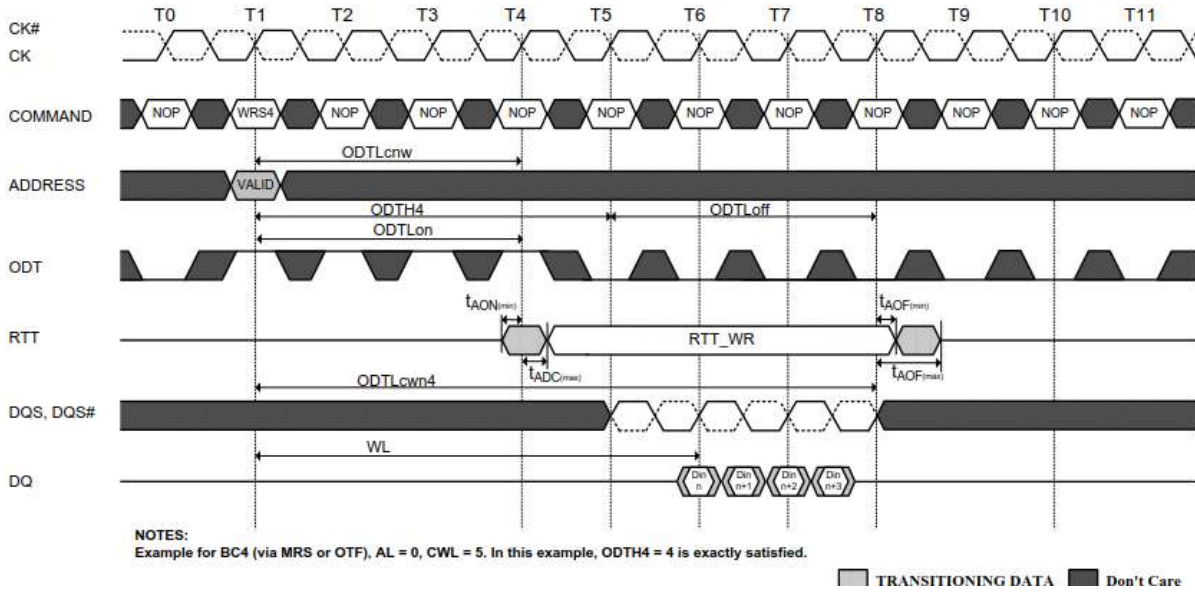 T0 T1 T2 T3 T4 T5 T6 T7 T8 T9 T10 T11
CK#
CK
COMMAND NOP WRS4 NOP NOP NOP NOP NOP NOP NOP NOP NOP NOP
ODTLcnw
ADDRESS VALID
ODTH4 ODTLoff
ODTLon
ODT
tAON(min) tAOF(min)
RTT RTT_WR
tADC(max) tAOF(max)
ODTLcwn4
DQS, DQS#
WL
DQ Din n Din n+1 Din n+2 Din n+3
NOTES:
Example for BC4 (via MRS or OTF), AL = 0, CWL = 5. In this example, ODTH4 = 4 is exactly satisfied.
TRANSITIONING DATA Don't Care